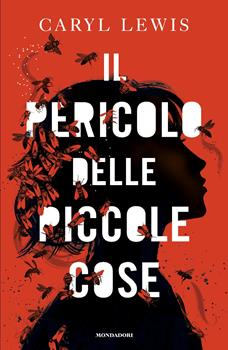 CARYL LEWIS
IL
PERICOLO
DELLE
PICCOLE
COSE
MONDADORI